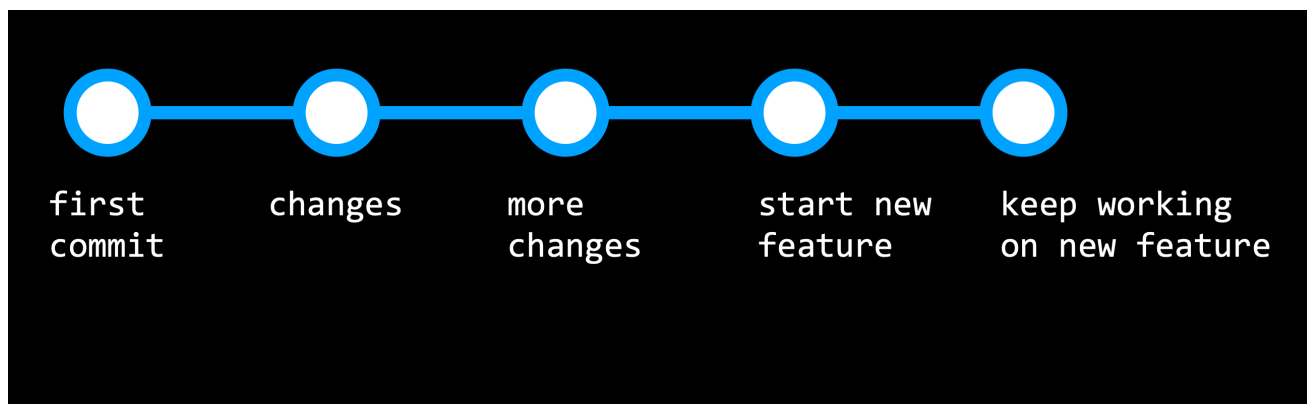 first
commit
changes
more
changes
start new
feature
keep working
on new feature